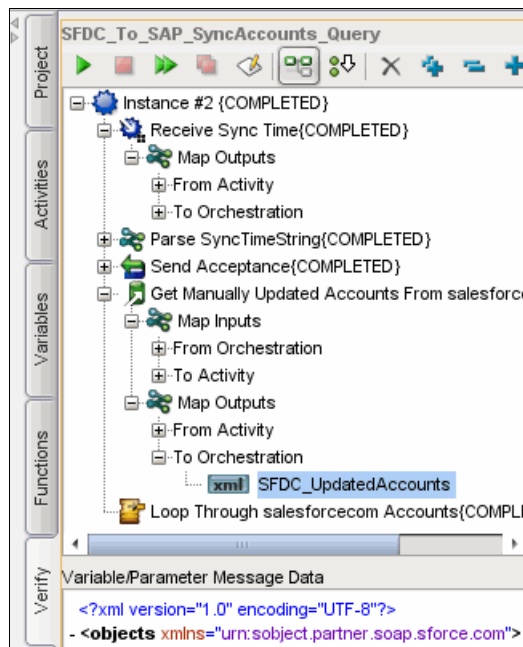 SFDC_To_SAP_SyncAccounts_Query
Project
Activities
Variables
Functions
Verify
Instance #2 {COMPLETED}
Receive Sync Time{COMPLETED}
Map Outputs
From Activity
To Orchestration
Parse SyncTimeString{COMPLETED}
Send Acceptance{COMPLETED}
Get Manually Updated Accounts From salesforce
Map Inputs
From Orchestration
To Activity
Map Outputs
From Activity
To Orchestration
xml SFDC_UpdatedAccounts
Loop Through salesforcecom Accounts{COMPL
Variable/Parameter Message Data
<?xml version="1.0" encoding="UTF-8"?>
- <objects xmlns="urn:sobject.partner.soap.sforce.com">